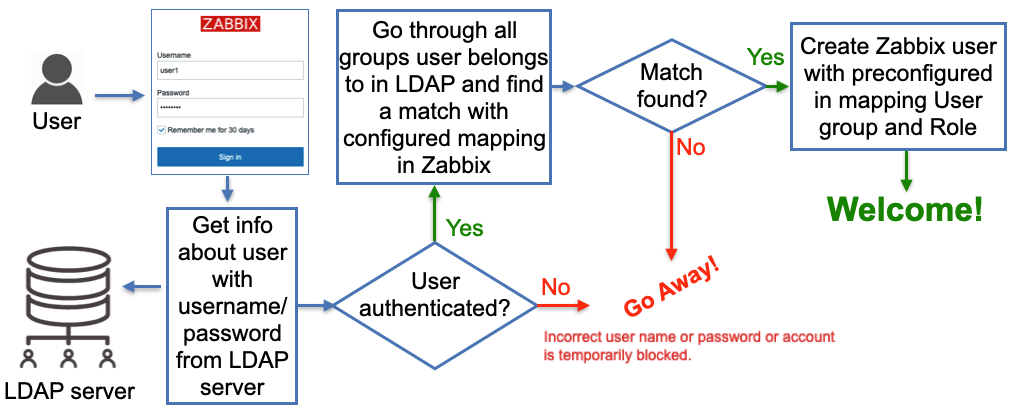 User
ZABBIX
Username
user1
Password
••••••••
Remember me for 30 days
Sign in
Get info
about user
with
username/
password
from LDAP
server
LDAP server
User
authenticated?
Yes
No
Go through all
groups user belongs
to in LDAP and find
a match with
configured mapping
in Zabbix
Match
found?
Yes
No
Go Away!
Incorrect user name or password or account
is temporarily blocked.
Create Zabbix user
with preconfigured
in mapping User
group and Role
Welcome!